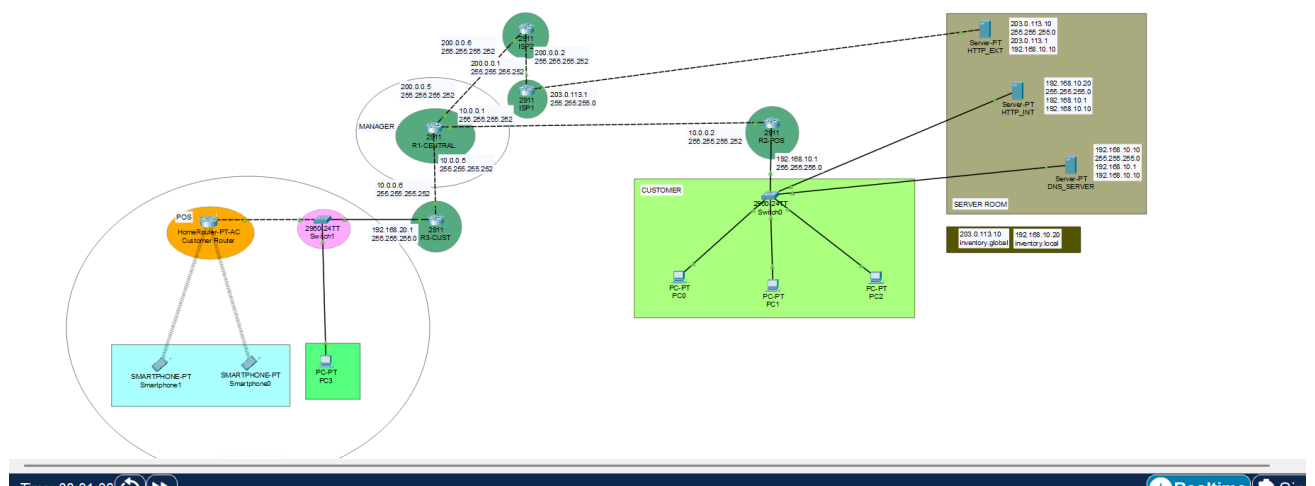 200.0.0.6
255.255.255.252
2911
ISP2
200.0.0.2
255.255.255.252
200.0.0.1
255.255.255.252
200.0.0.5
255.255.255.252
2911
ISP1
203.0.113.1
255.255.255.0
MANAGER
10.0.0.1
255.255.255.252
2911
R1-CENTRAL
10.0.0.5
255.255.255.252
10.0.0.6
255.255.255.252
10.0.0.2
255.255.255.252
2911
R2-POS
192.168.10.1
255.255.255.0
Server-PT
HTTP_EXT
203.0.113.10
255.255.255.0
203.0.113.1
192.168.10.10
Server-PT
HTTP_INT
192.168.10.20
255.255.255.0
192.168.10.1
192.168.10.10
Server-PT
DNS_SERVER
192.168.10.10
255.255.255.0
192.168.10.1
192.168.10.10
SERVER ROOM
203.0.113.10
inventory.global
192.168.10.20
inventory.local
CUSTOMER
2960-24TT
Switch0
PC-PT
PC0
PC-PT
PC1
PC-PT
PC2
POS
HomeRouter-PT-AC
Customer Router
2960-24TT
Switch1
192.168.20.1
255.255.255.0
2911
R3-CUST
SMARTPHONE-PT
Smartphone1
SMARTPHONE-PT
Smartphone0
PC-PT
PC3
Realtime